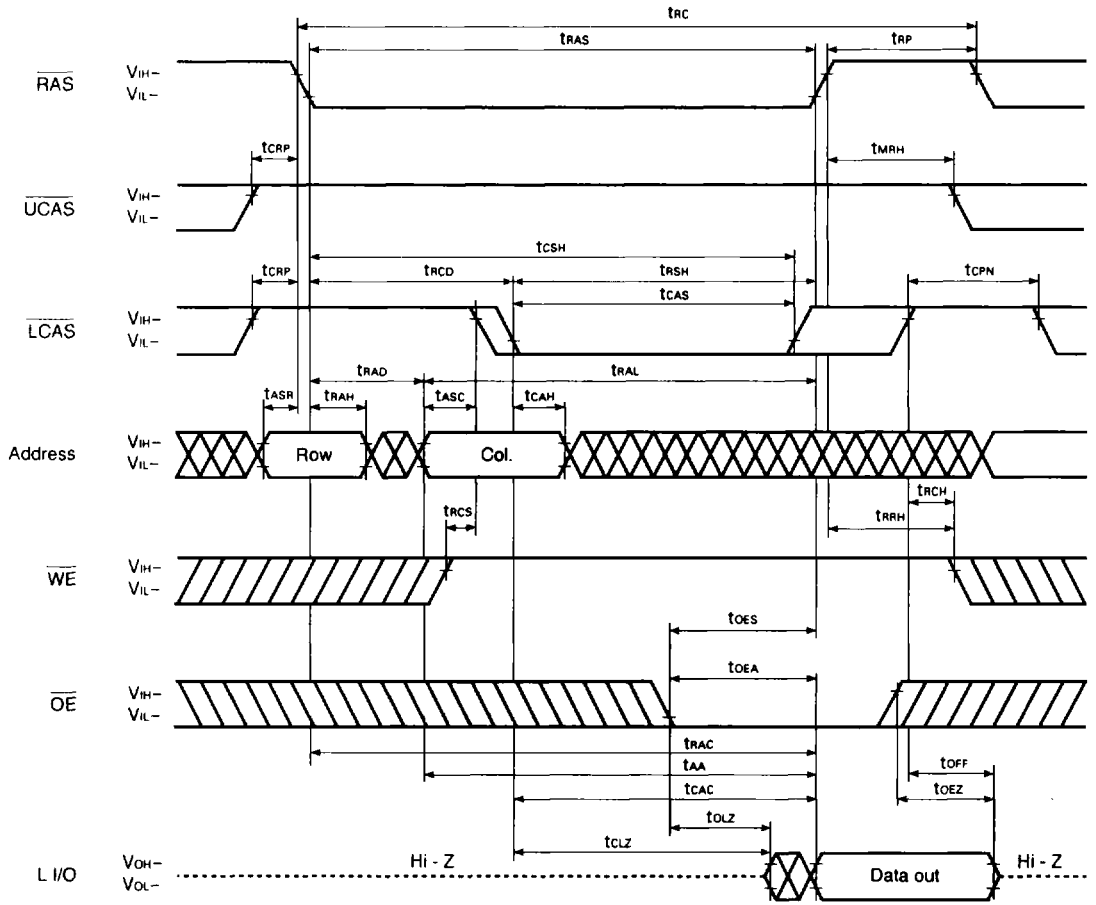 tRC
tRAS tRP
RAS VIH–
VIL–
tCRP tMRH
UCAS VIH–
VIL–
tCSH
tCRP tRCD tRSH tCPN
tCAS
LCAS VIH–
VIL–
tRAD tRAL
tASR tRAH tASC tCAH
Address VIH–
VIL–
Row Col.
tRCS tRCH
tRRH
WE VIH–
VIL–
tOES
tOEA
OE VIH–
VIL–
tRAC
tAA tOFF
tCAC tOEZ
tOLZ
tCLZ
L I/O VOH–
VOL–
Hi - Z Data out Hi - Z